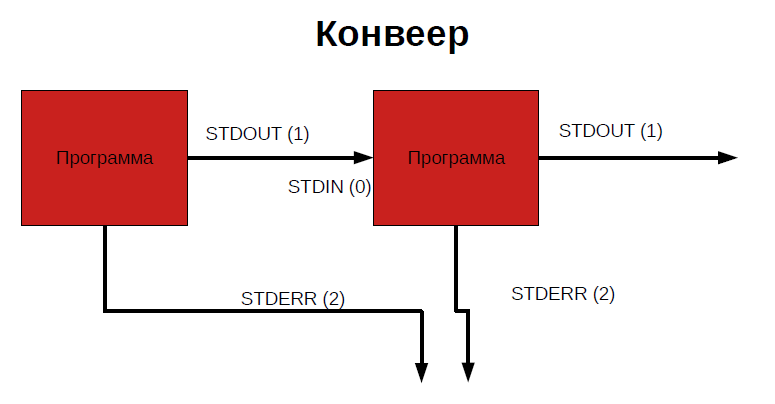 Конвеер
STDOUT (1)
STDOUT (1)
Программа
Программа
STDIN (0)
STDERR (2)
STDERR (2)